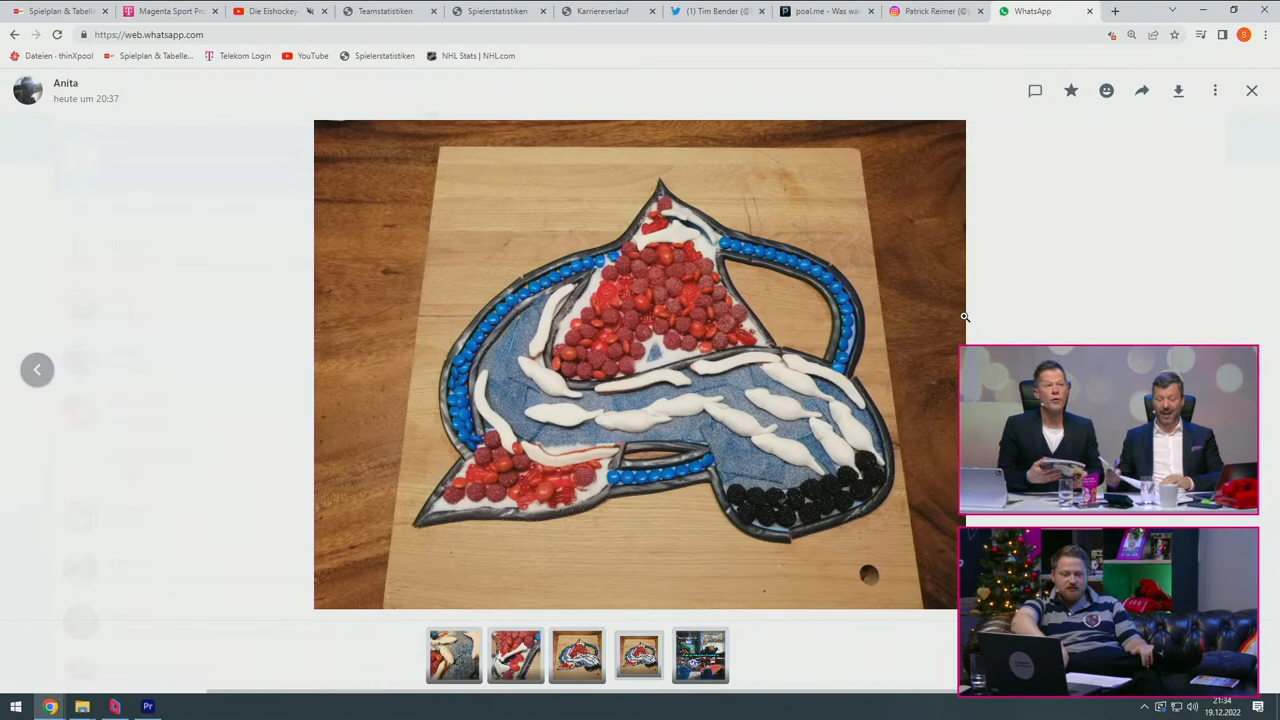 Spielplan & Tabelle
Magenta Sport Pro
Die Eishockey-
Teamstatistiken
Spielerstatistiken
Karriereverlauf
(1) Tim Bender (@
poal.me - Was wa
Patrick Reimer (@
WhatsApp
https://web.whatsapp.com
S
Dateien · thinXpool
Spielplan & Tabelle...
Telekom Login
YouTube
Spielerstatistiken
NHL Stats | NHL.com
Anita
heute um 20:37
Pr
21:34
19.12.2022